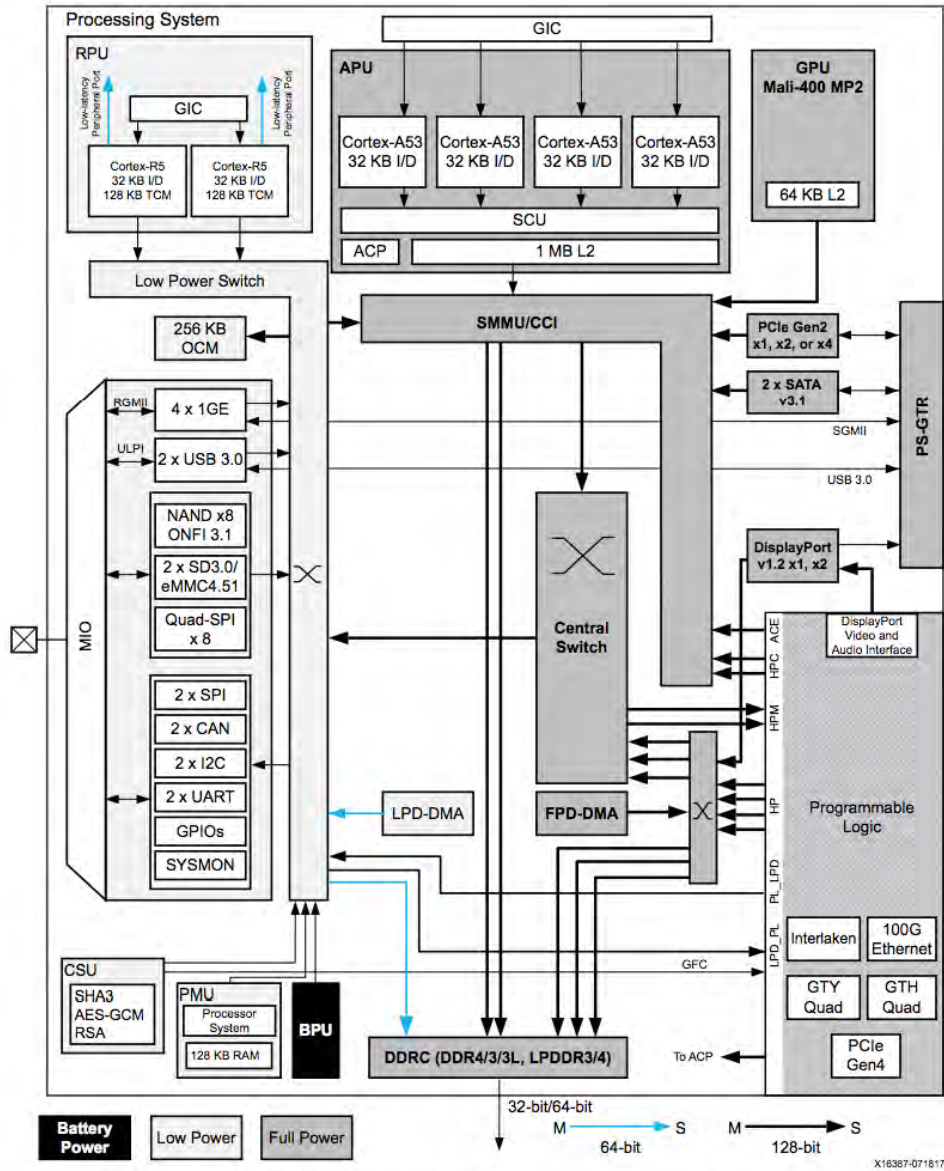 Processing System
RPU
Low-latency
Peripheral Port
Low-latency
Peripheral Port
GIC
Cortex-R5
32 KB I/D
128 KB TCM
Cortex-R5
32 KB I/D
128 KB TCM
GIC
APU
Cortex-A53
32 KB I/D
Cortex-A53
32 KB I/D
Cortex-A53
32 KB I/D
Cortex-A53
32 KB I/D
SCU
ACP
1 MB L2
GPU
Mali-400 MP2
64 KB L2
Low Power Switch
SMMU/CCI
256 KB
OCM
PCIe Gen2
x1, x2, or x4
2 x SATA
v3.1
PS-GTR
RGMII
4 x 1GE
SGMII
ULPI
2 x USB 3.0
USB 3.0
NAND x8
ONFI 3.1
2 x SD3.0/
eMMC4.51
Quad-SPI
x 8
MIO
Central
Switch
DisplayPort
v1.2 x1, x2
DisplayPort
Video and
Audio Interface
ACE
HPC
HPM
HP
PL_LPD
LPD_PL
Programmable
Logic
2 x SPI
2 x CAN
2 x I2C
2 x UART
GPIOs
SYSMON
LPD-DMA
FPD-DMA
Interlaken
100G
Ethernet
GTY
Quad
GTH
Quad
PCIe
Gen4
GFC
CSU
SHA3
AES-GCM
RSA
PMU
Processor
System
128 KB RAM
BPU
DDRC (DDR4/3/3L, LPDDR3/4)
To ACP
32-bit/64-bit
Battery
Power
Low Power
Full Power
M
S
64-bit
M
S
128-bit
X16387-071817